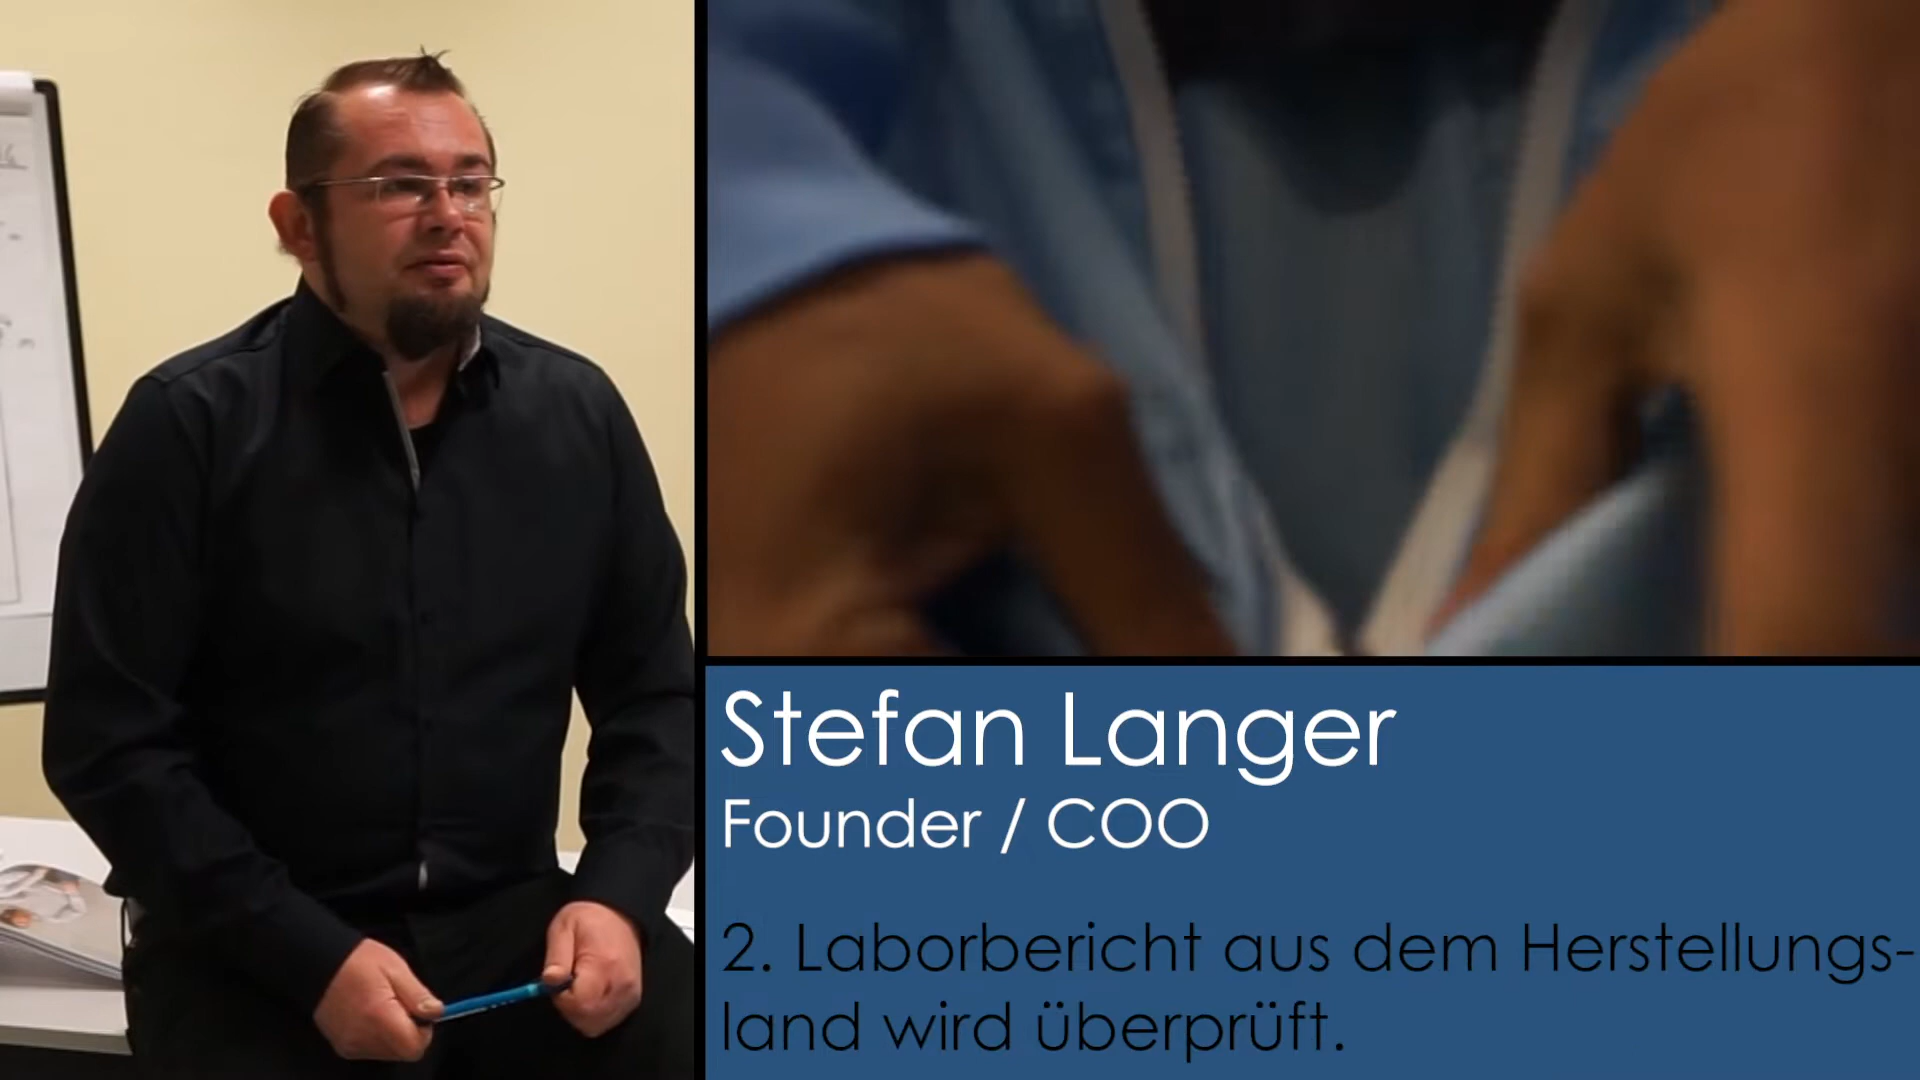 Stefan Langer
Founder / COO
2. Laborbericht aus dem Herstellungs-
land wird überprüft.